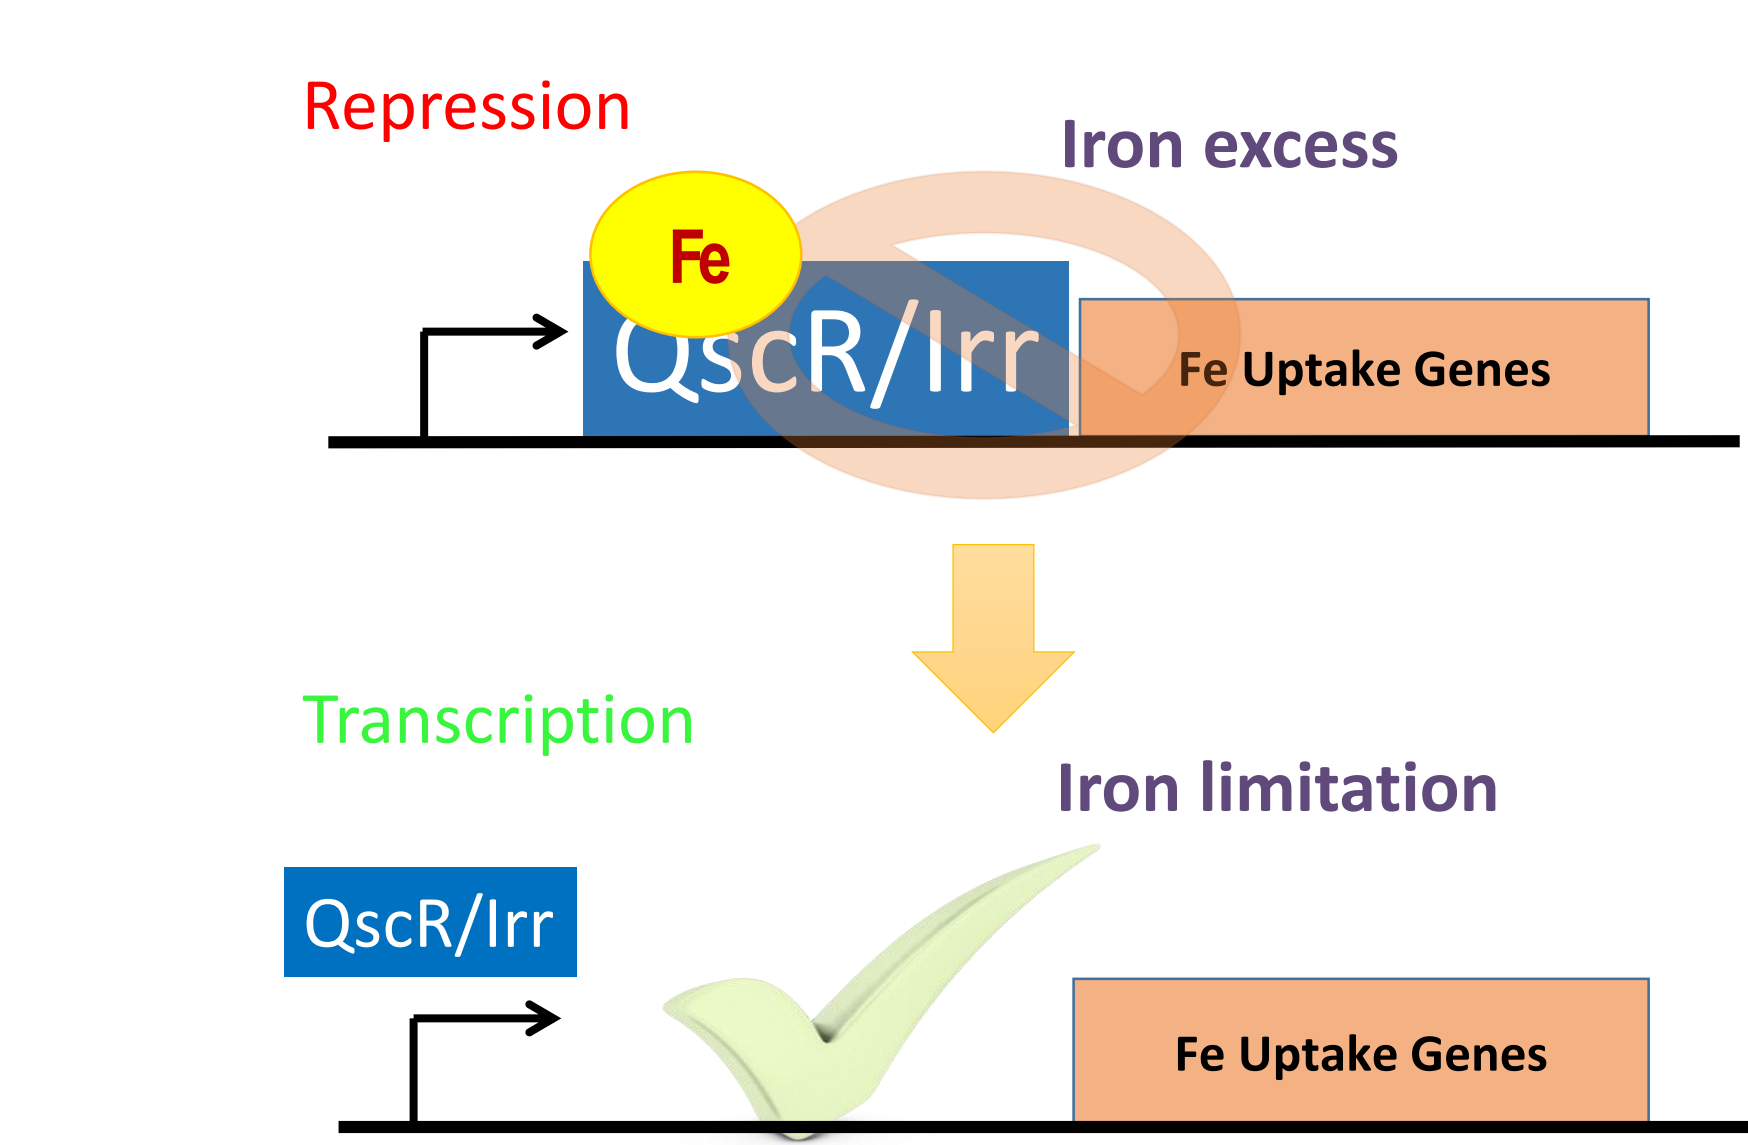 Repression
Iron excess
Fe
QscR/Irr
Fe Uptake Genes
Transcription
Iron limitation
QscR/Irr
Fe Uptake Genes